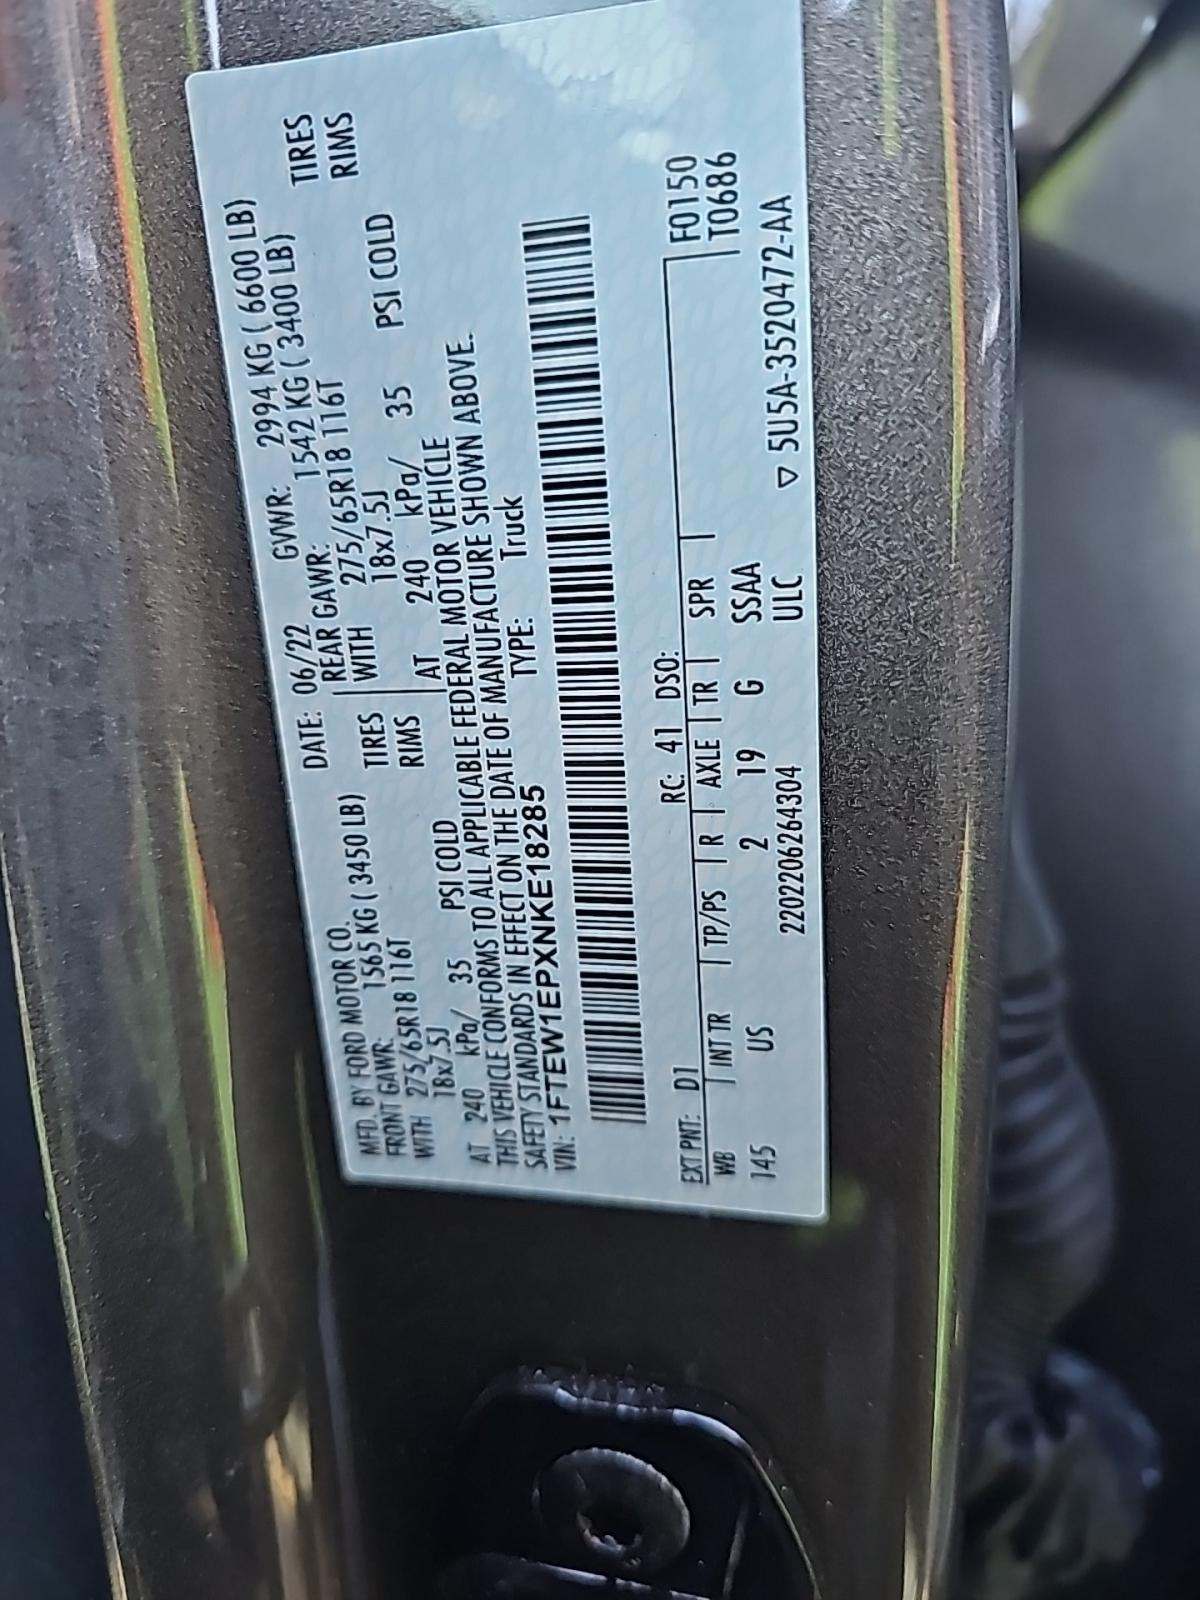 MFD. BY FORD MOTOR CO.
DATE: 06/22 GVWR: 2994 KG ( 6600 LB)
FRONT GAWR: 1565 KG ( 3450 LB) REAR GAWR: 1542 KG ( 3400 LB)
WITH 275/65R18 116T TIRES WITH 275/65R18 116T TIRES
18x7.5J RIMS 18x7.5J RIMS
AT 240 kPa/ 35 PSI COLD AT 240 kPa/ 35 PSI COLD
THIS VEHICLE CONFORMS TO ALL APPLICABLE FEDERAL MOTOR VEHICLE
SAFETY STANDARDS IN EFFECT ON THE DATE OF MANUFACTURE SHOWN ABOVE.
VIN: 1FTEW1EPXNKE18285 TYPE: Truck
EXT PNT: D1 RC: 41 DSO: F0150
WB INT TR TP/PS R AXLE TR SPR T0686
145 US 2 19 G SSAA
2202206264304 ULC ▽ 5U5A-3520472-AA